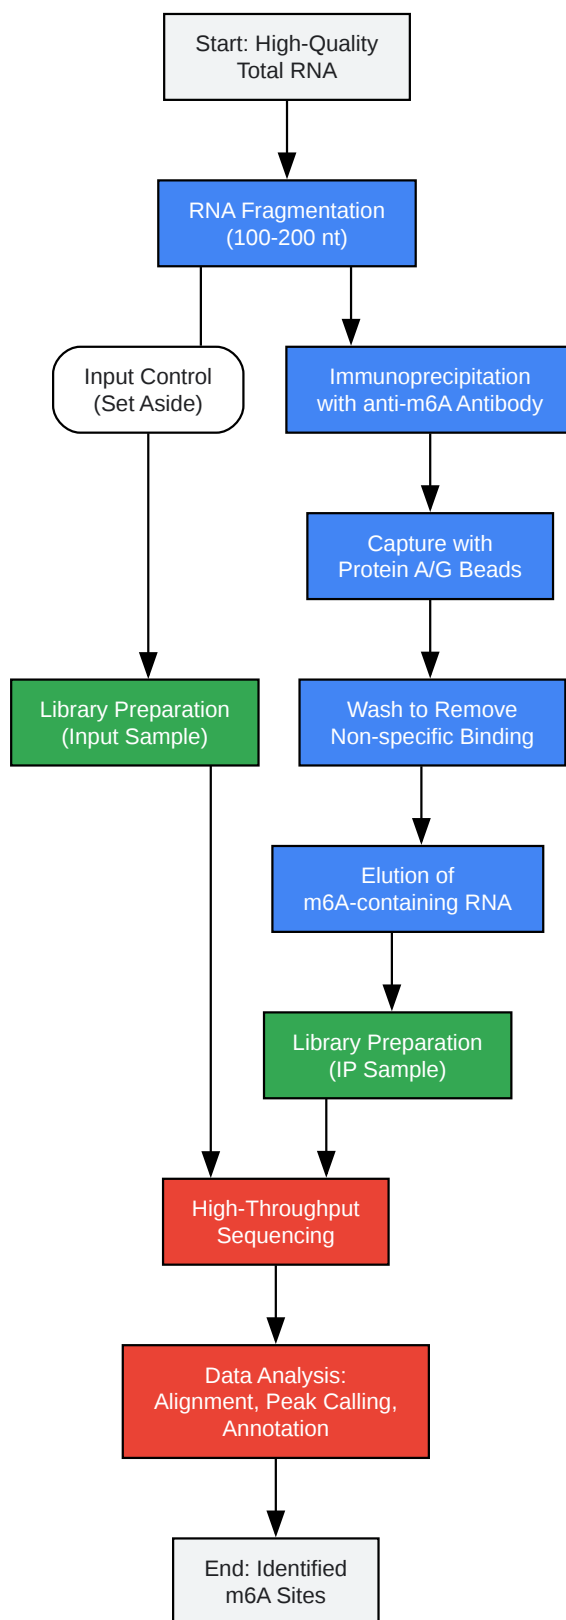 Start: High-Quality
Total RNA
RNA Fragmentation
(100-200 nt)
Input Control
(Set Aside)
Immunoprecipitation
with anti-m6A Antibody
Capture with
Protein A/G Beads
Library Preparation
(Input Sample)
Wash to Remove
Non-specific Binding
Elution of
m6A-containing RNA
Library Preparation
(IP Sample)
High-Throughput
Sequencing
Data Analysis:
Alignment, Peak Calling,
Annotation
End: Identified
m6A Sites